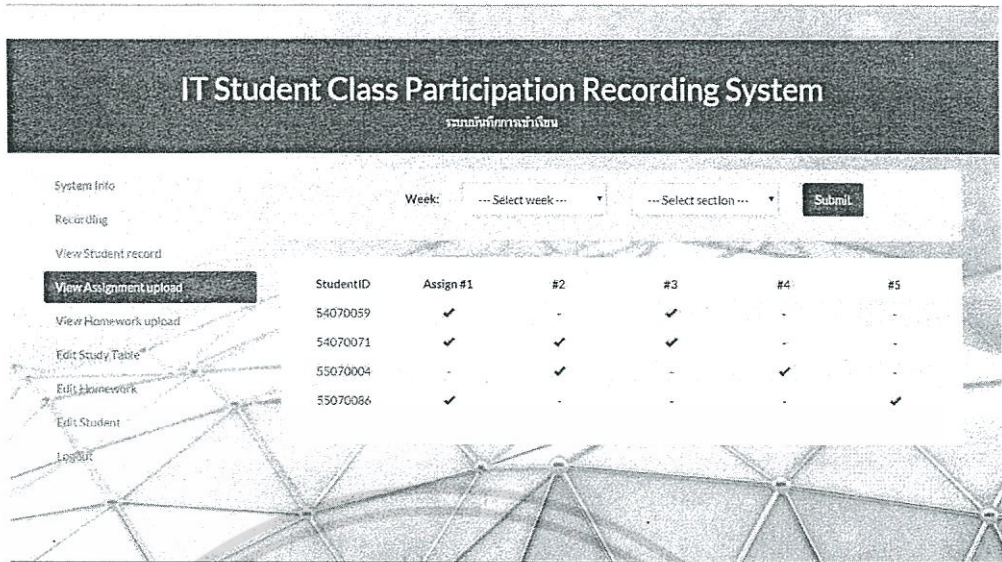 IT Student Class Participation Recording System
ระบบบันทึกการเข้าเรียน
System Info
Recording
View Student record
View Assignment upload
View Homework upload
Edit Study Table
Edit Homework
Edit Student
Logout
Week: --- Select week --- ▼ --- Select section --- ▼ Submit
StudentID Assign #1 #2 #3 #4 #5
54070059 ✔ - ✔ - -
54070071 ✔ ✔ ✔ - -
55070004 - ✔ - ✔ -
55070086 ✔ - - - ✔